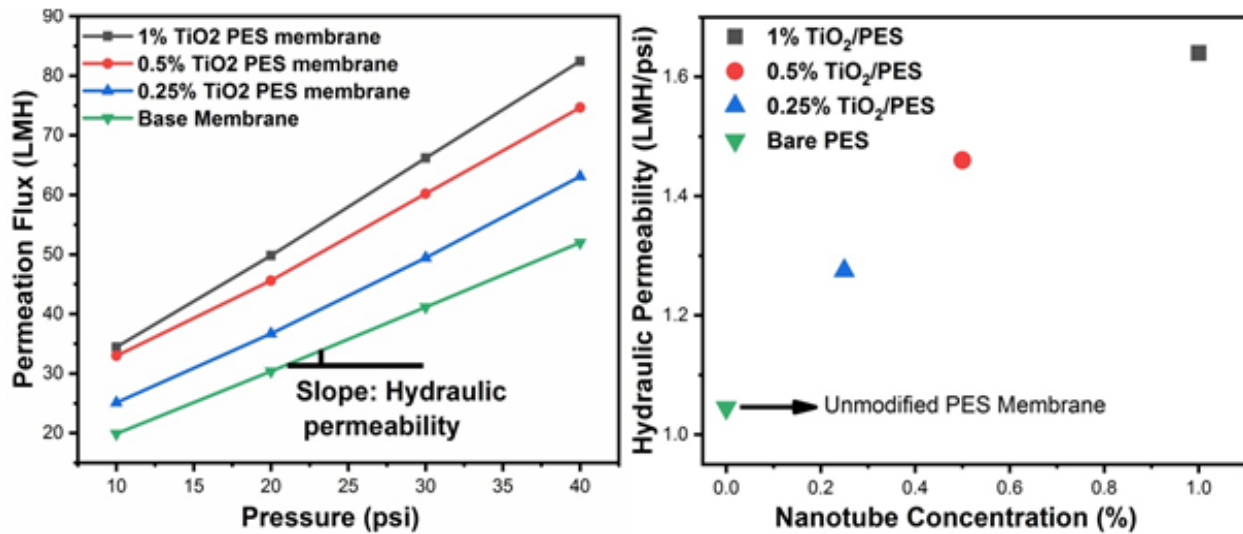 90
80
70
60
50
40
30
20
Permeation Flux (LMH)
1% TiO2 PES membrane
0.5% TiO2 PES membrane
0.25% TiO2 PES membrane
Base Membrane
Slope: Hydraulic
permeability
10 15 20 25 30 35 40
Pressure (psi)
1.6
1.4
1.2
1.0
Hydraulic Permeability (LMH/psi)
1% TiO₂/PES
0.5% TiO₂/PES
0.25% TiO₂/PES
Bare PES
Unmodified PES Membrane
0.0 0.2 0.4 0.6 0.8 1.0
Nanotube Concentration (%)